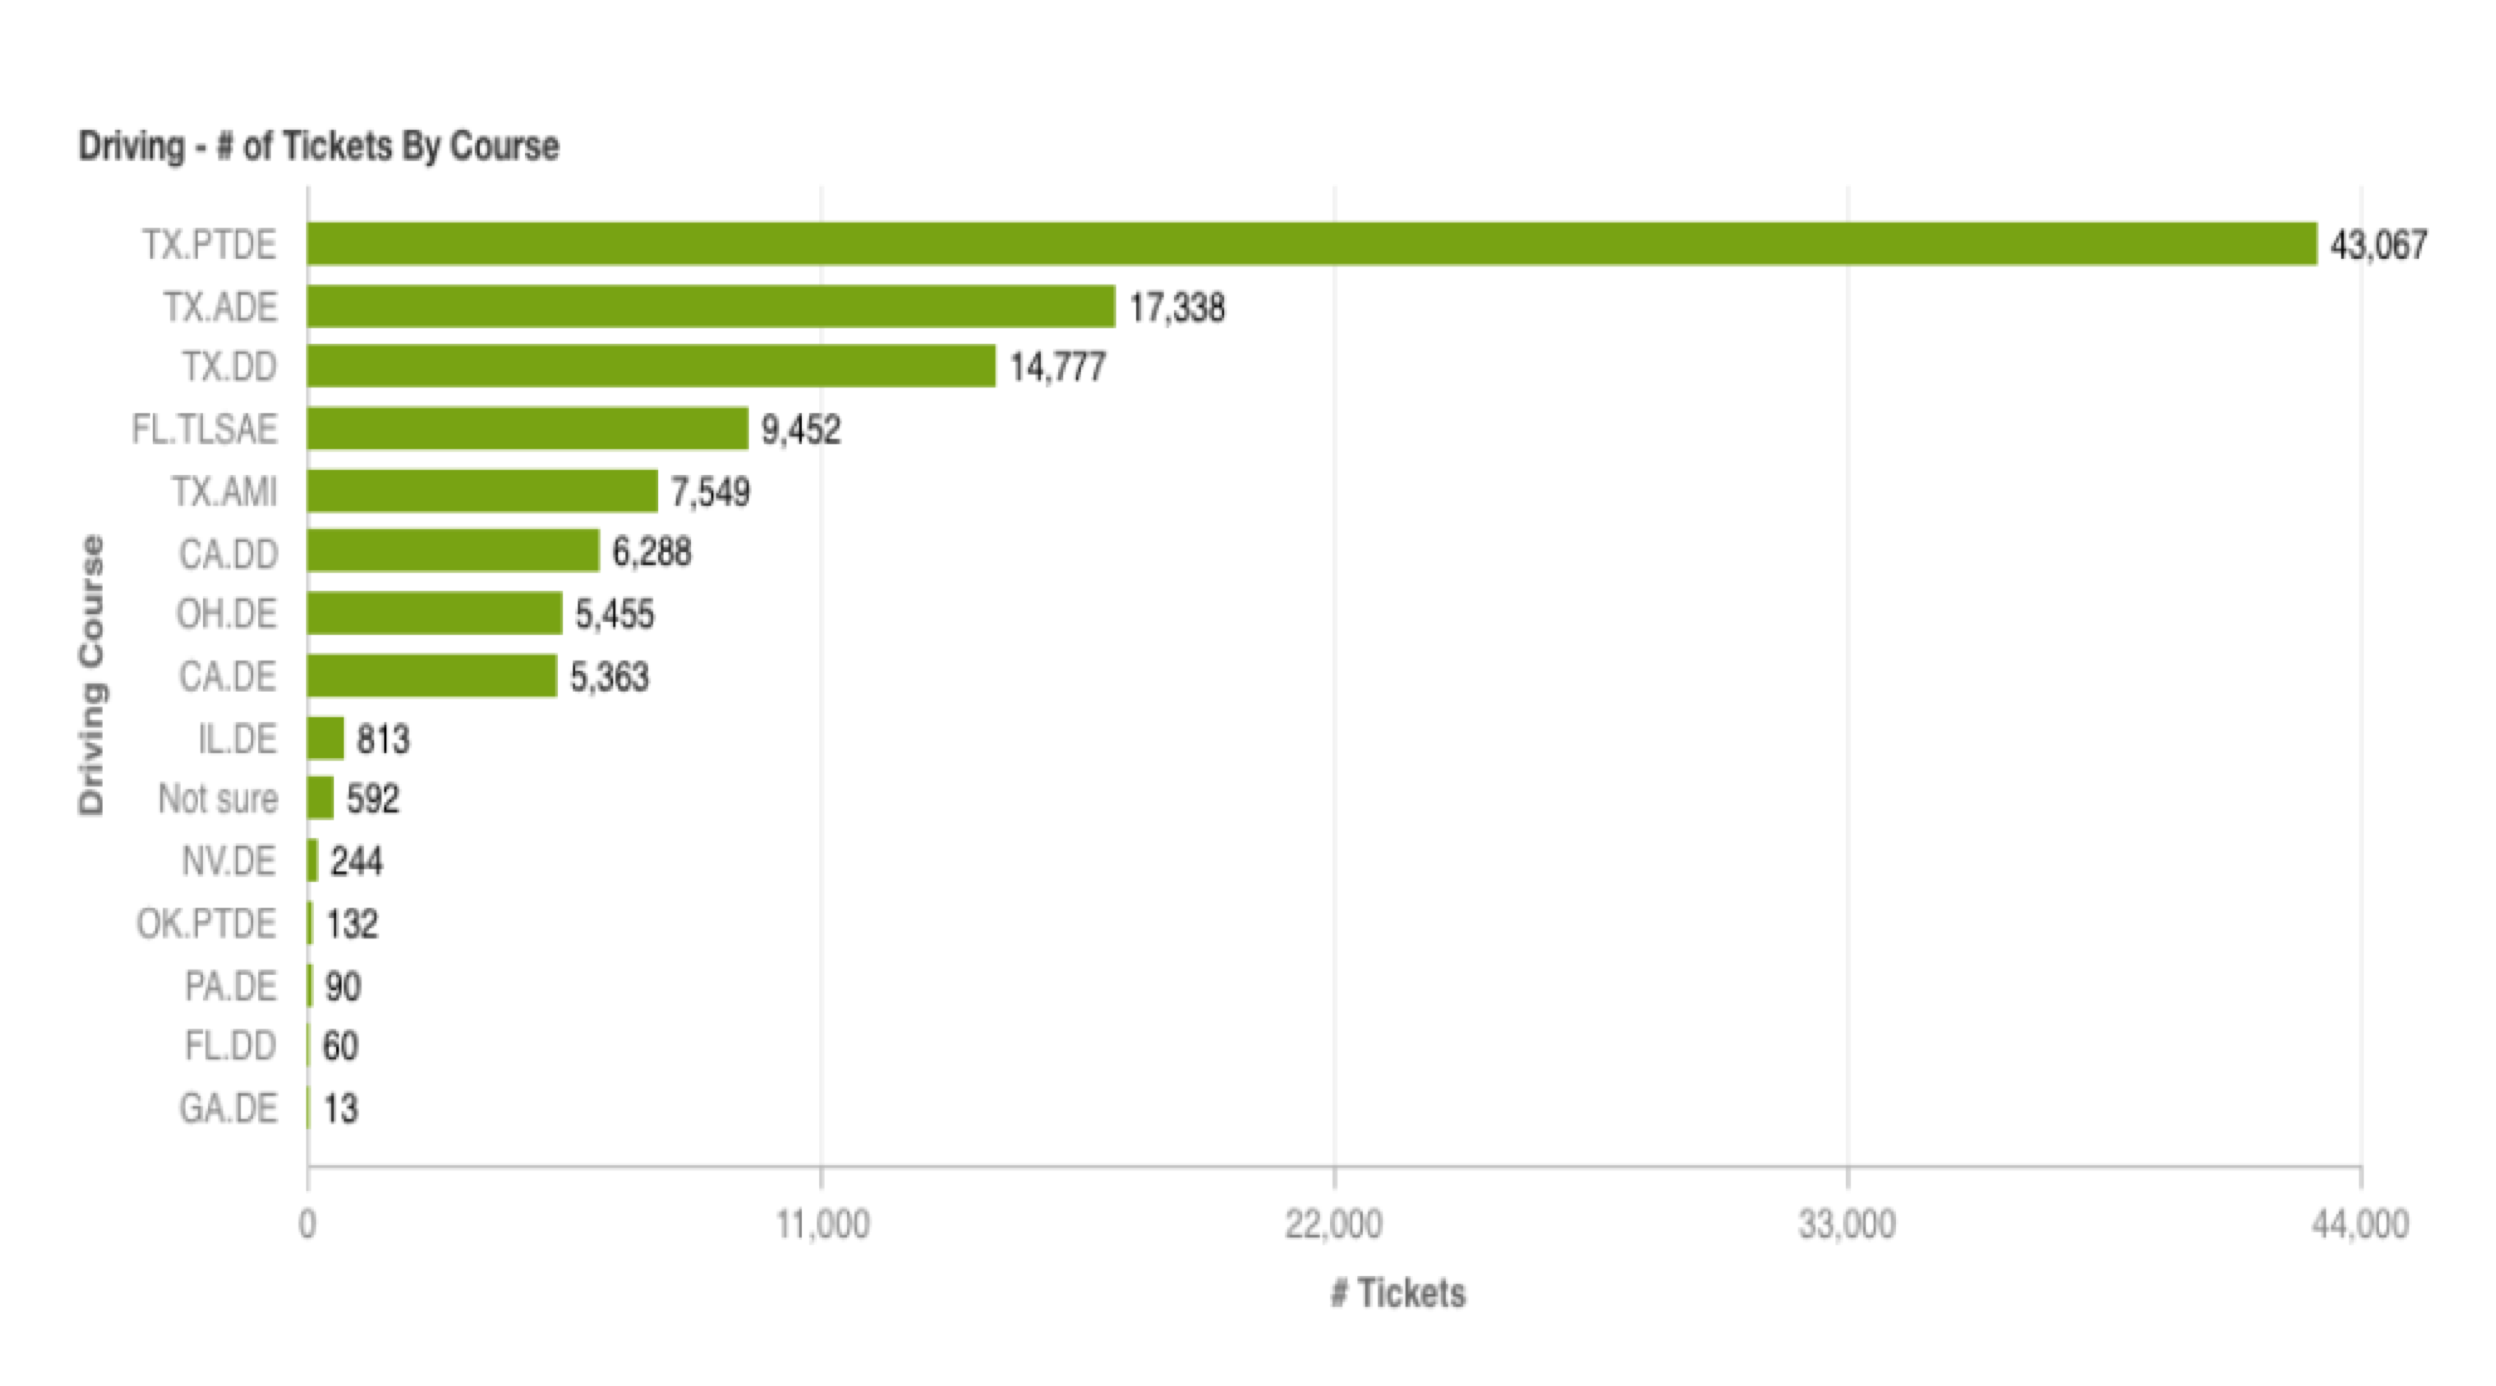 Driving - # of Tickets By Course
Driving Course
TX.PTDE 43,067
TX.ADE 17,338
TX.DD 14,777
FL.TLSAE 9,452
TX.AMI 7,549
CA.DD 6,288
OH.DE 5,455
CA.DE 5,363
IL.DE 813
Not sure 592
NV.DE 244
OK.PTDE 132
PA.DE 90
FL.DD 60
GA.DE 13
0 11,000 22,000 33,000 44,000
# Tickets